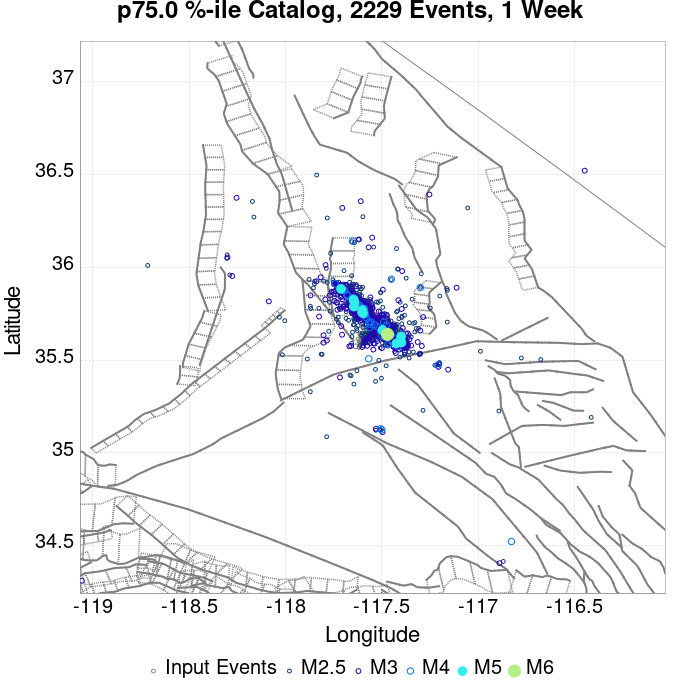 p75.0 %-ile Catalog, 2229 Events, 1 Week
37
36.5
36
35.5
35
34.5
Latitude
-119
-118.5
-118
-117.5
-117
-116.5
Longitude
Input Events
M2.5
M3
M4
M5
M6